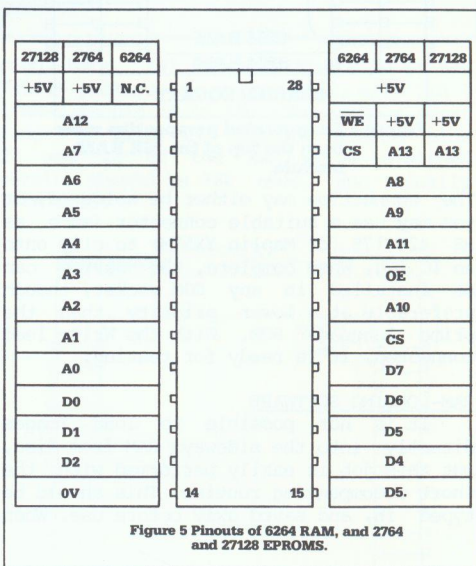 27128 2764 6264
6264 2764 27128
+5V +5V N.C.
1 28
+5V
A12
WE +5V +5V
A7
CS A13 A13
A6
A8
A5
A9
A4
A11
A3
OE
A2
A10
A1
CS
A0
D7
D0
D6
D1
D5
D2
D4
0V
14 15
D5.
Figure 5 Pinouts of 6264 RAM, and 2764
and 27128 EPROMS.